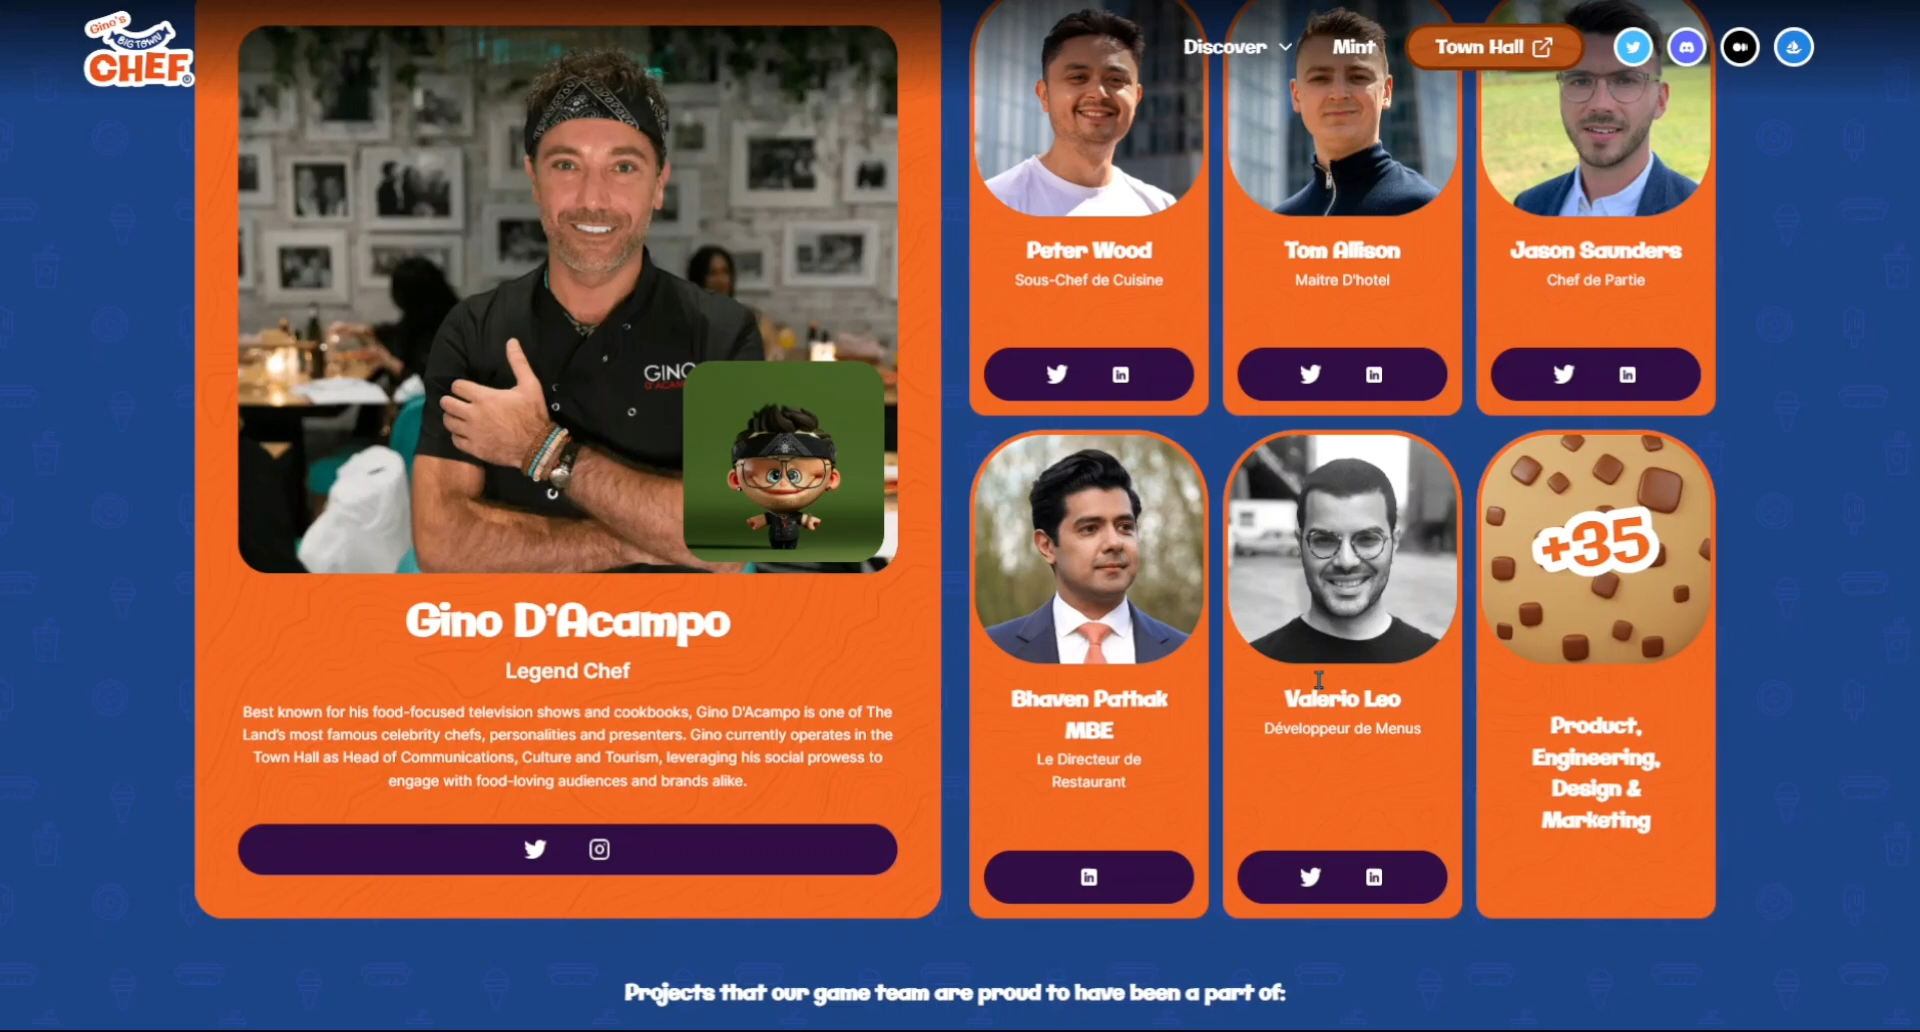 Gino's
BIG TOWN
CHEF
Discover
Mint
Town Hall
GINO
Gino D'Acampo
Legend Chef
Best known for his food-focused television shows and cookbooks, Gino D'Acampo is one of The
Land's most famous celebrity chefs, personalities and presenters. Gino currently operates in the
Town Hall as Head of Communications, Culture and Tourism, leveraging his social prowess to
engage with food-loving audiences and brands alike.
Peter Wood
Sous-Chef de Cuisine
Tom Allison
Maitre D'hotel
Jason Saunders
Chef de Partie
Bhaven Pathak
MBE
Le Directeur de
Restaurant
Valerio Leo
Développeur de Menus
+35
Product,
Engineering,
Design &
Marketing
Projects that our game team are proud to have been a part of: